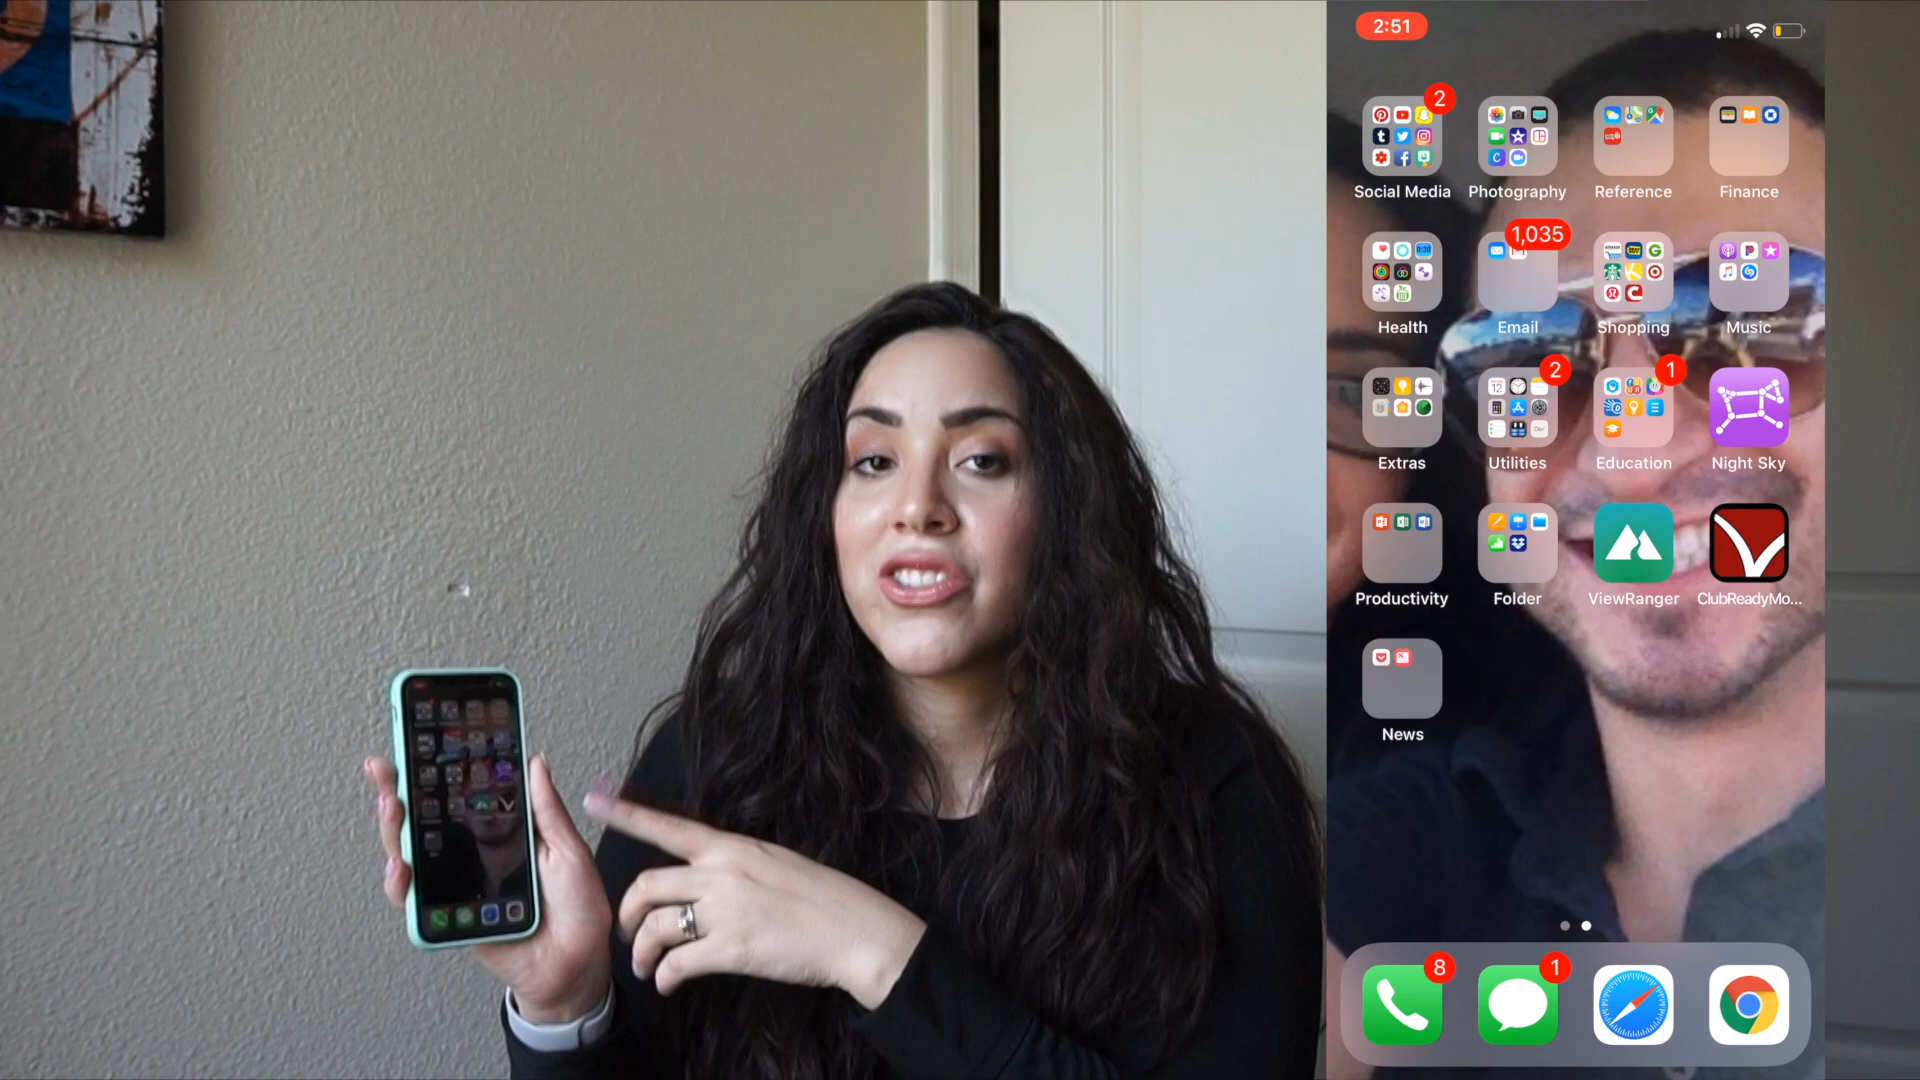 2:51
2
Social Media Photography Reference Finance
1,035
Health Email Shopping Music
2 1
12
Extras Utilities Education Night Sky
Productivity Folder ViewRanger ClubReadyMo...
News
8 1